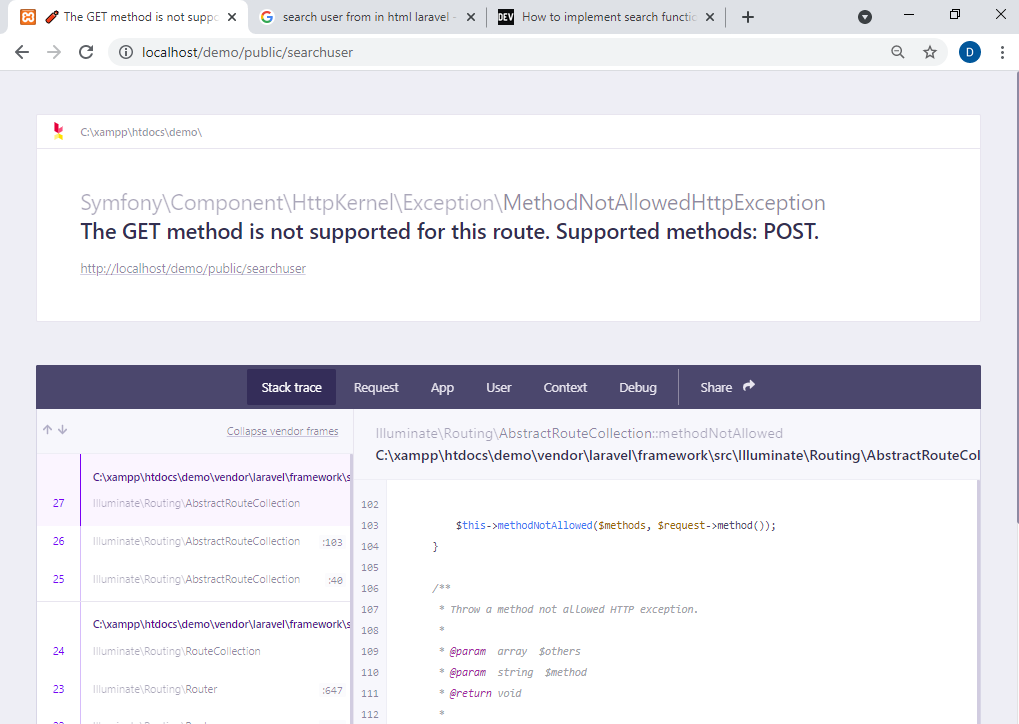 The GET method is not suppo
search user from in html laravel -
DEV How to implement search functio
localhost/demo/public/searchuser
D
C:\xampp\htdocs\demo\
Symfony\Component\HttpKernel\Exception\MethodNotAllowedHttpException
The GET method is not supported for this route. Supported methods: POST.
http://localhost/demo/public/searchuser
Stack trace Request App User Context Debug Share
Collapse vendor frames
Illuminate\Routing\AbstractRouteCollection::methodNotAllowed
C:\xampp\htdocs\demo\vendor\laravel\framework\src\Illuminate\Routing\AbstractRouteCol
C:\xampp\htdocs\demo\vendor\laravel\framework\s
27 Illuminate\Routing\AbstractRouteCollection
26 Illuminate\Routing\AbstractRouteCollection :103
25 Illuminate\Routing\AbstractRouteCollection :40
C:\xampp\htdocs\demo\vendor\laravel\framework\s
24 Illuminate\Routing\RouteCollection
23 Illuminate\Routing\Router :647
102
103 $this->methodNotAllowed($methods, $request->method());
104 }
105
106 /**
107 * Throw a method not allowed HTTP exception.
108 *
109 * @param array $others
110 * @param string $method
111 * @return void
112 *